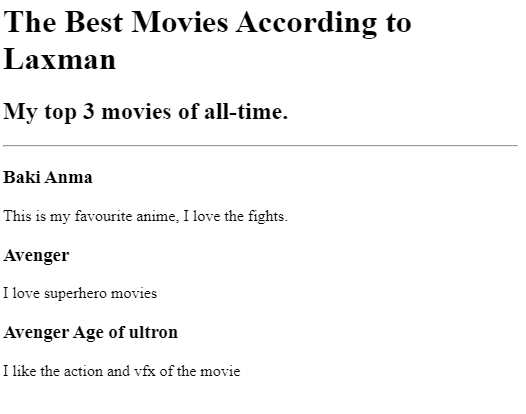 The Best Movies According to
Laxman
My top 3 movies of all-time.
Baki Anma
This is my favourite anime, I love the fights.
Avenger
I love superhero movies
Avenger Age of ultron
I like the action and vfx of the movie